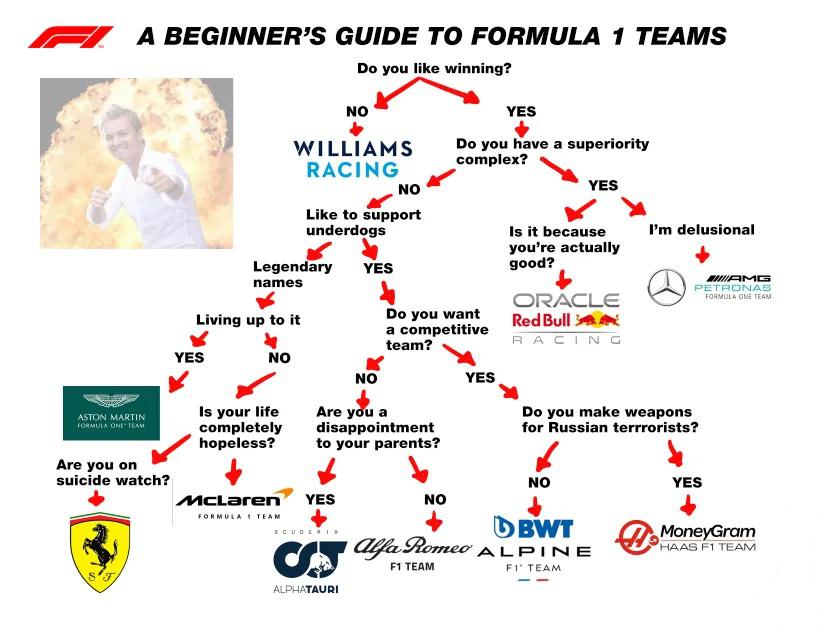 F1
A BEGINNER'S GUIDE TO FORMULA 1 TEAMS
Do you like winning?
NO
YES
WILLIAMS
RACING
Do you have a superiority
complex?
NO
YES
Like to support
underdogs
Is it because
you're actually
good?
I'm delusional
Legendary
names
YES
AMG
PETRONAS
FORMULA ONE TEAM
ORACLE
Red Bull
RACING
Living up to it
Do you want
a competitive
team?
YES
NO
NO
YES
ASTON MARTIN
FORMULA ONE™ TEAM
Is your life
completely
hopeless?
Are you a
disappointment
to your parents?
Do you make weapons
for Russian terrrorists?
Are you on
suicide watch?
McLaren
FORMULA 1 TEAM
YES
NO
NO
YES
S F
SCUDERIA
AT
ALPHATAURI
Alfa Romeo
F1 TEAM
BWT
ALPINE
F1® TEAM
MoneyGram
HAAS F1 TEAM